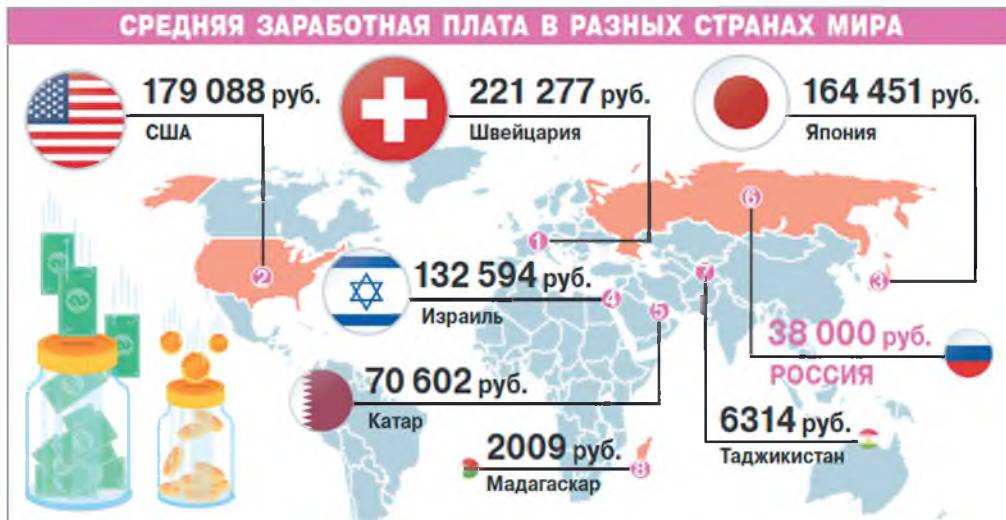 СРЕДНЯЯ ЗАРАБОТНАЯ ПЛАТА В РАЗНЫХ СТРАНАХ МИРА
179 088 руб.
США
221 277 руб.
Швейцария
164 451 руб.
Япония
6
1
2
3
7
132 594 руб.
Израиль
4
5
38 000 руб.
РОССИЯ
70 602 руб.
Катар
6314 руб.
Таджикистан
2009 руб.
Мадагаскар
8